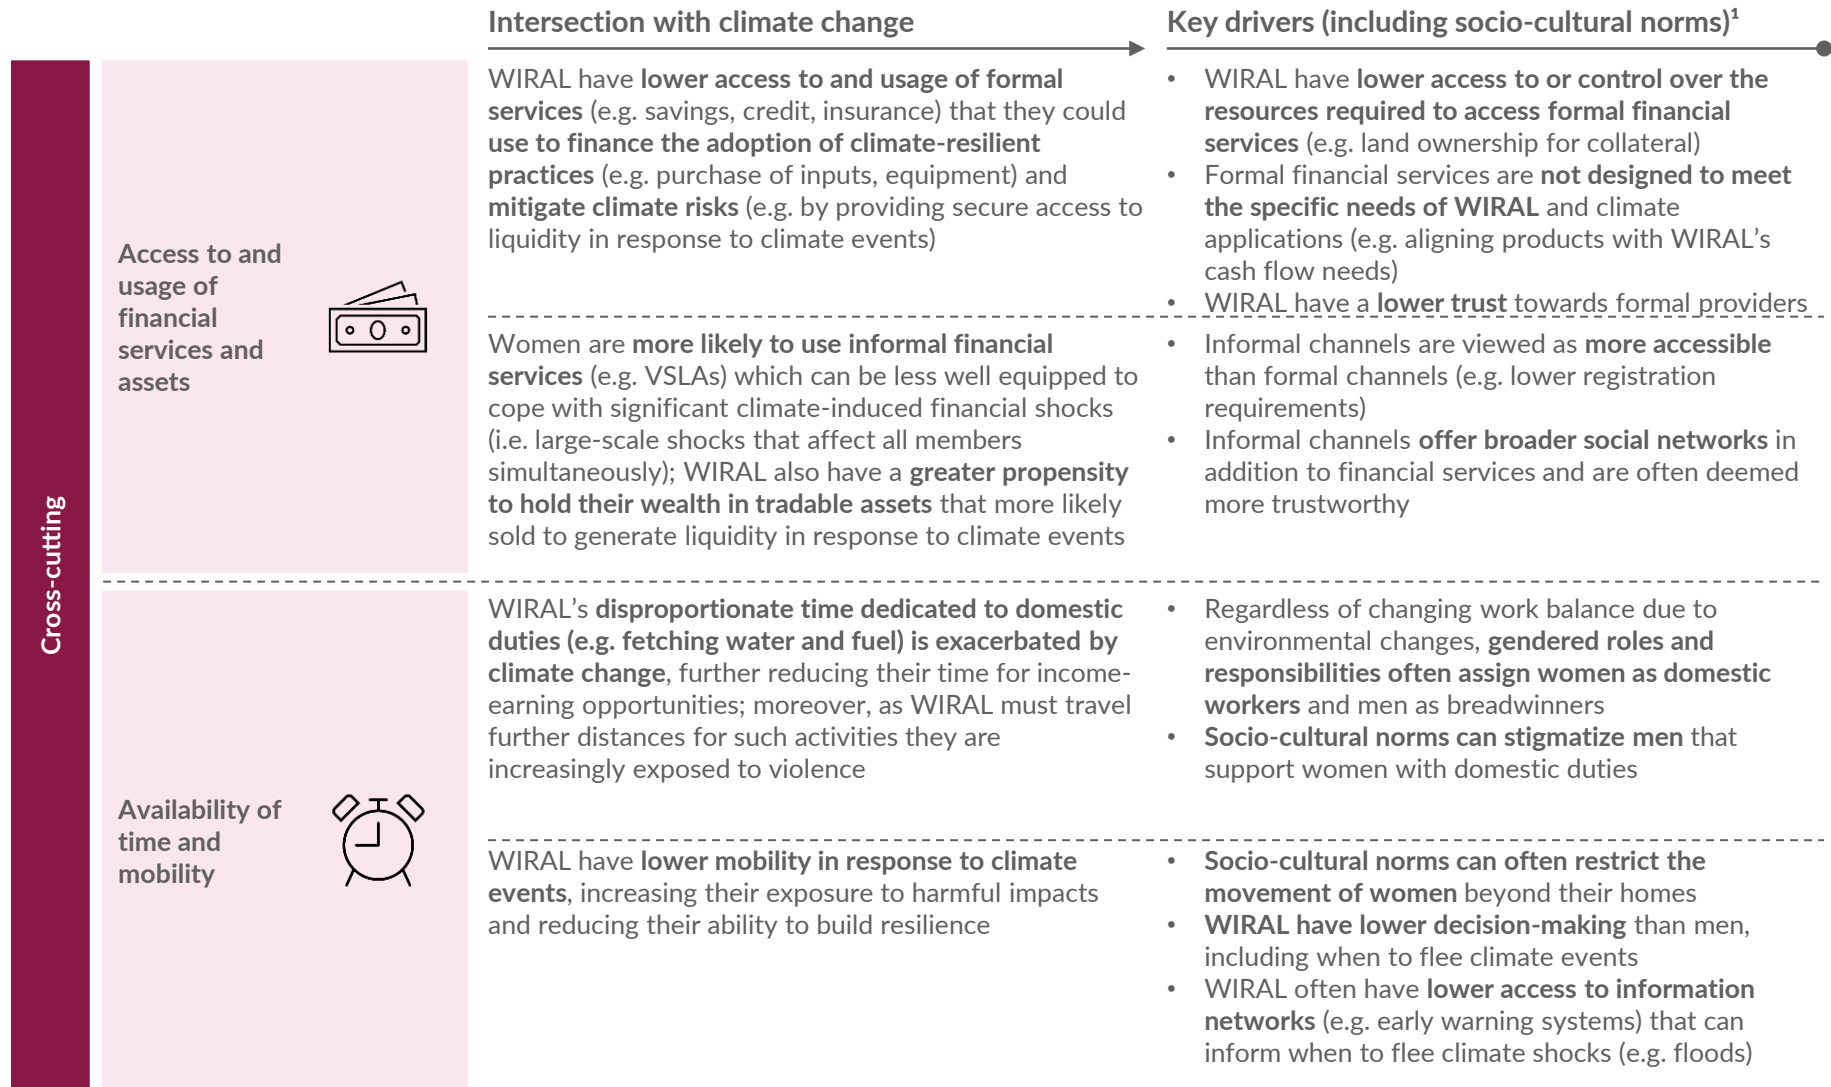 Intersection with climate change
Key drivers (including socio-cultural norms)¹
Cross-cutting
Access to and
usage of
financial
services and
assets
WIRAL have lower access to and usage of formal
services (e.g. savings, credit, insurance) that they could
use to finance the adoption of climate-resilient
practices (e.g. purchase of inputs, equipment) and
mitigate climate risks (e.g. by providing secure access to
liquidity in response to climate events)
• WIRAL have lower access to or control over the
resources required to access formal financial
services (e.g. land ownership for collateral)
• Formal financial services are not designed to meet
the specific needs of WIRAL and climate
applications (e.g. aligning products with WIRAL's
cash flow needs)
• WIRAL have a lower trust towards formal providers
Women are more likely to use informal financial
services (e.g. VSLAs) which can be less well equipped to
cope with significant climate-induced financial shocks
(i.e. large-scale shocks that affect all members
simultaneously); WIRAL also have a greater propensity
to hold their wealth in tradable assets that more likely
sold to generate liquidity in response to climate events
• Informal channels are viewed as more accessible
than formal channels (e.g. lower registration
requirements)
• Informal channels offer broader social networks in
addition to financial services and are often deemed
more trustworthy
Availability of
time and
mobility
WIRAL's disproportionate time dedicated to domestic
duties (e.g. fetching water and fuel) is exacerbated by
climate change, further reducing their time for income-
earning opportunities; moreover, as WIRAL must travel
further distances for such activities they are
increasingly exposed to violence
• Regardless of changing work balance due to
environmental changes, gendered roles and
responsibilities often assign women as domestic
workers and men as breadwinners
• Socio-cultural norms can stigmatize men that
support women with domestic duties
WIRAL have lower mobility in response to climate
events, increasing their exposure to harmful impacts
and reducing their ability to build resilience
• Socio-cultural norms can often restrict the
movement of women beyond their homes
• WIRAL have lower decision-making than men,
including when to flee climate events
• WIRAL often have lower access to information
networks (e.g. early warning systems) that can
inform when to flee climate shocks (e.g. floods)